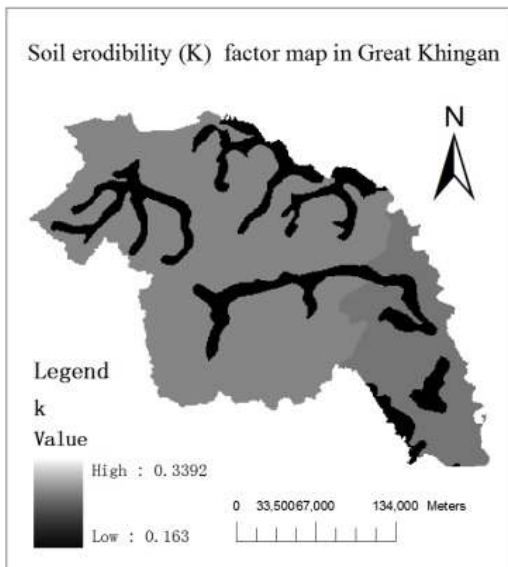 Soil erodibility (K) factor map in Great Khingan
N
Legend
k
Value
High : 0.3392
Low : 0.163
0 33,50067,000 134,000 Meters